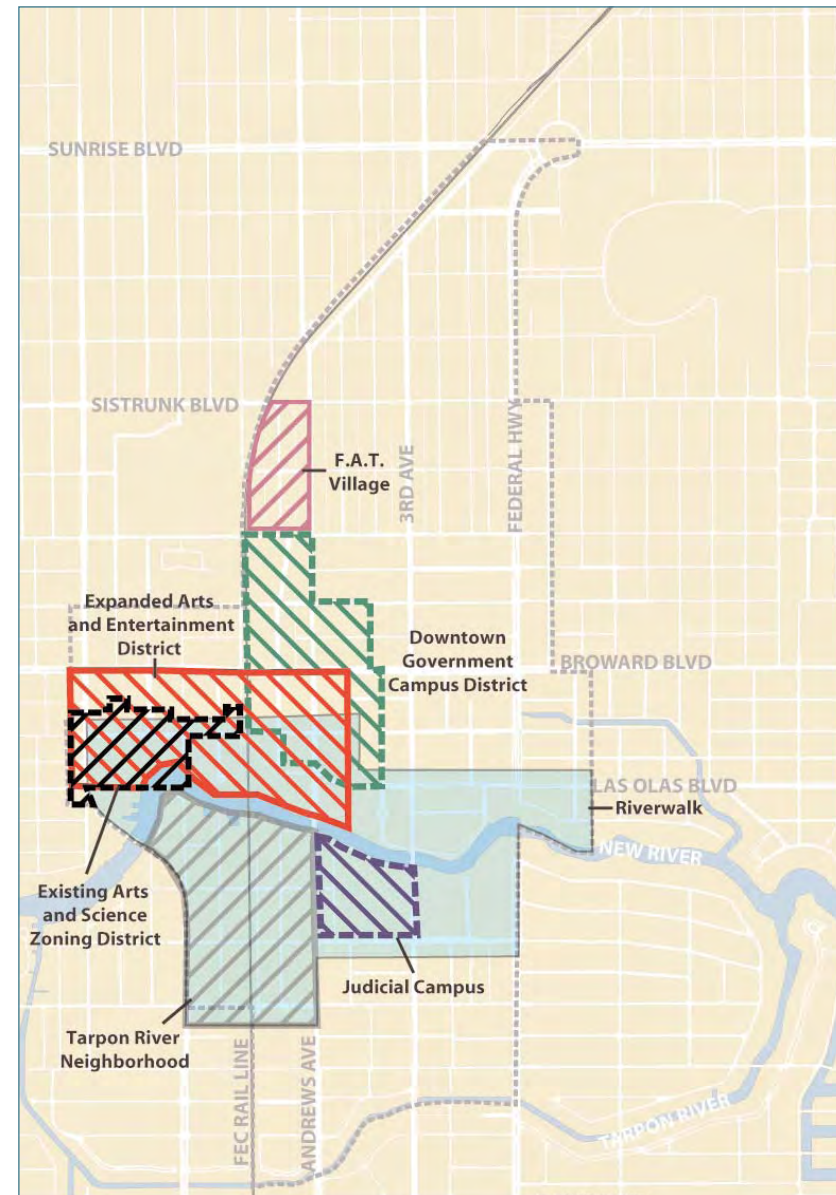 SUNRISE BLVD
SISTRUNK BLVD
F.A.T.
Village
3RD AVE
FEDERAL HWY
Expanded Arts
and Entertainment
District
Downtown
Government
Campus District
BROWARD BLVD
LAS OLAS BLVD
Riverwalk
NEW RIVER
Existing Arts
and Science
Zoning District
Judicial Campus
Tarpon River
Neighborhood
FEC RAIL LINE
ANDREWS AVE
TARPON RIVER